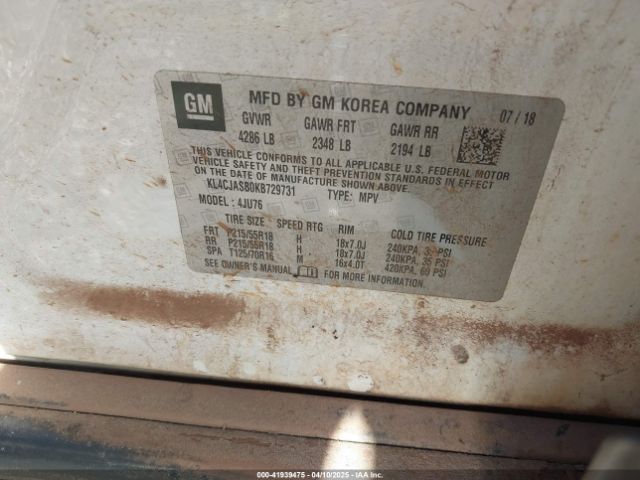 GM
MFD BY GM KOREA COMPANY 07 / 18
GVWR GAWR FRT GAWR RR
4286 LB 2348 LB 2194 LB
THIS VEHICLE CONFORMS TO ALL APPLICABLE U.S. FEDERAL MOTOR
VEHICLE SAFETY AND THEFT PREVENTION STANDARDS IN EFFECT
ON THE DATE OF MANUFACTURE SHOWN ABOVE.
KL4CJASB0KB729731 TYPE: MPV
MODEL: 4JU76
TIRE SIZE SPEED RTG RIM COLD TIRE PRESSURE
FRT P215/55R18 H 18x7.0J 240KPA, PSI
RR P215/55R18 H 18x7.0J 240KPA, 35 PSI
SPA T125/70R16 M 16x4.0T 420KPA, 60 PSI
SEE OWNER'S MANUAL FOR MORE INFORMATION.
000-41939475 04/10/2025 IAA Inc.